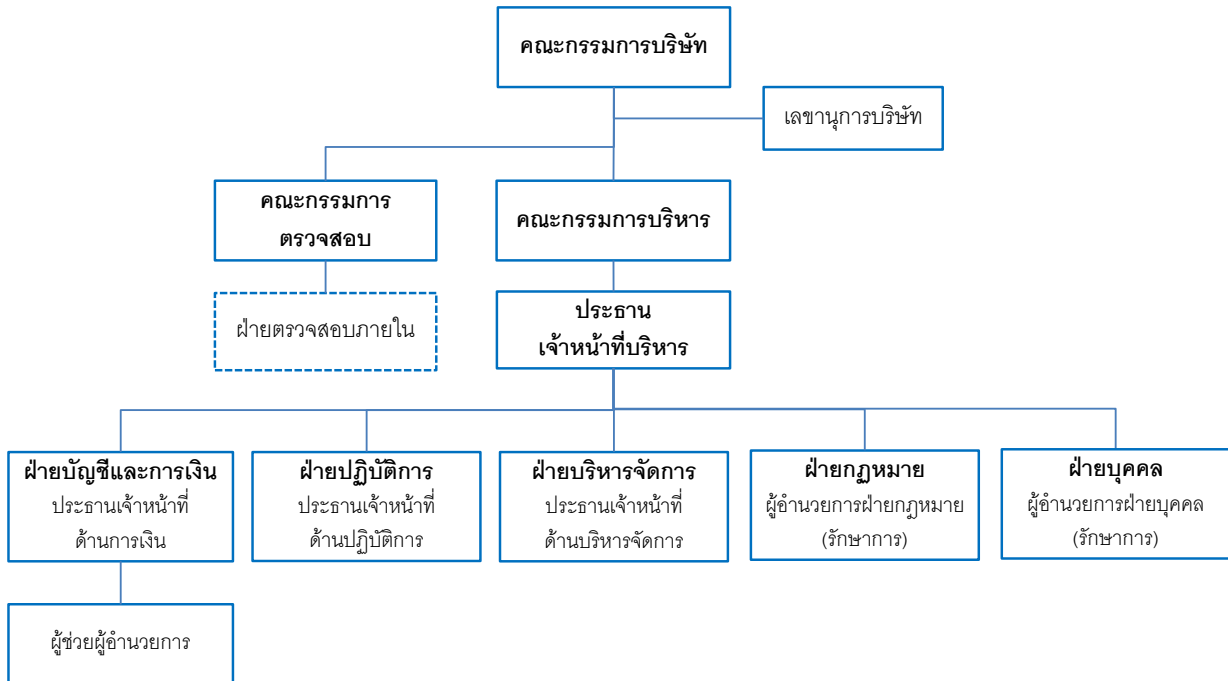 คณะกรรมการบริษัท
เลขานุการบริษัท
คณะกรรมการ
ตรวจสอบ
คณะกรรมการบริหาร
ฝ่ายตรวจสอบภายใน
ประธาน
เจ้าหน้าที่บริหาร
ฝ่ายบัญชีและการเงิน
ประธานเจ้าหน้าที่
ด้านการเงิน
ฝ่ายปฏิบัติการ
ประธานเจ้าหน้าที่
ด้านปฏิบัติการ
ฝ่ายบริหารจัดการ
ประธานเจ้าหน้าที่
ด้านบริหารจัดการ
ฝ่ายกฎหมาย
ผู้อำนวยการฝ่ายกฎหมาย
(รักษาการ)
ฝ่ายบุคคล
ผู้อำนวยการฝ่ายบุคคล
(รักษาการ)
ผู้ช่วยผู้อำนวยการ